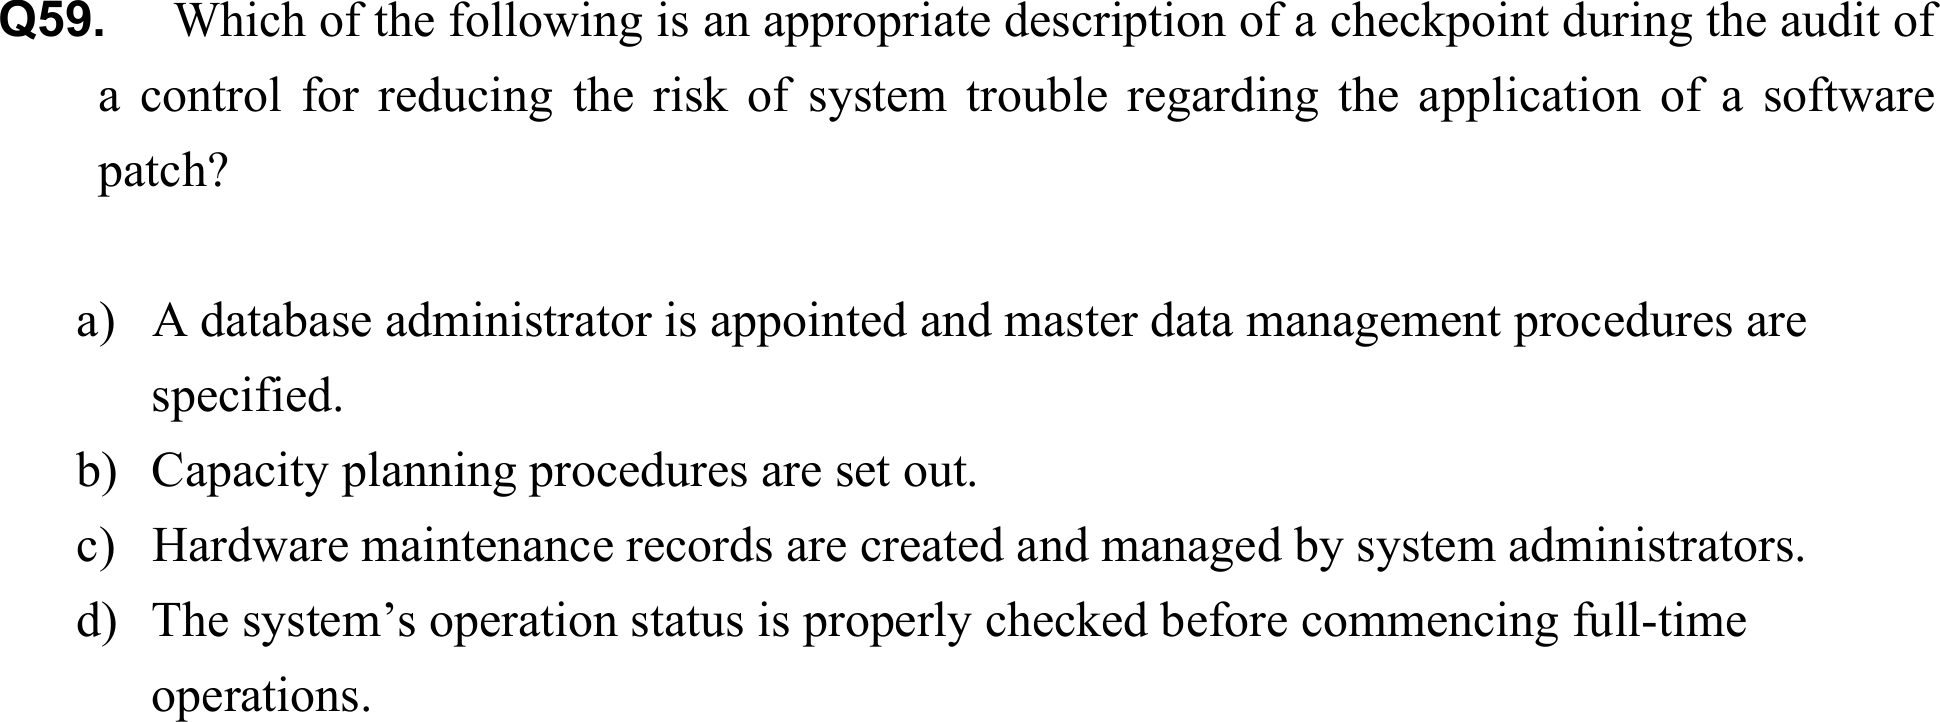 Q59. Which of the following is an appropriate description of a checkpoint during the audit of
a control for reducing the risk of system trouble regarding the application of a software
patch?
a) A database administrator is appointed and master data management procedures are
specified.
b) Capacity planning procedures are set out.
c) Hardware maintenance records are created and managed by system administrators.
d) The system’s operation status is properly checked before commencing full-time
operations.